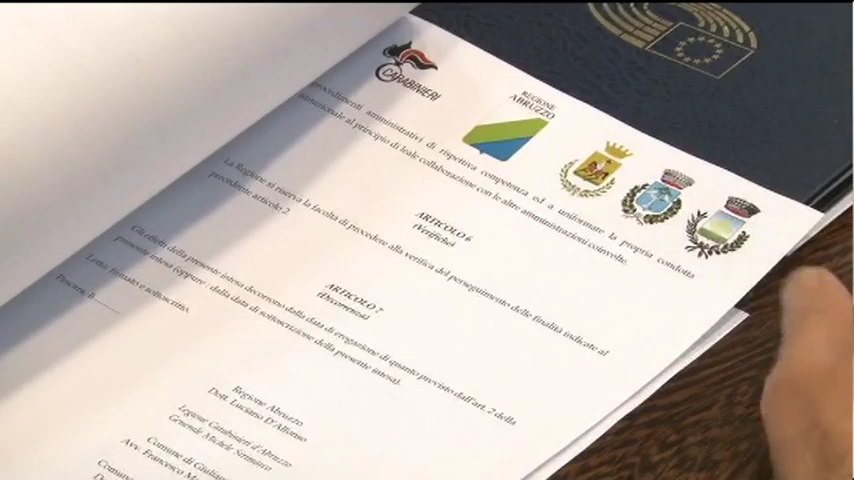 CARABINIERI
REGIONE
ABRUZZO
procedimenti amministrativi di rispettiva competenza ed a uniformare la propria condotta
istituzionale al principio di leale collaborazione con le altre amministrazioni coinvolte.
ARTICOLO 6
(Verifiche)
La Regione si riserva la facoltà di procedere alla verifica del perseguimento delle finalità indicate al
precedente articolo 2
ARTICOLO 7
(Decorrenza)
Gli effetti della presente intesa decorrono dalla data di erogazione di quanto previsto dall'art. 2 della
presente intesa (oppure: dalla data di sottoscrizione della presente intesa).
Letto, firmato e sottoscritto.
Pescara, lì
Regione Abruzzo
Dott. Luciano D'Alfonso
Legione Carabinieri d'Abruzzo
Generale Michele Sirimarco
Comune di Giulian
Avv. Francesco M
Comune